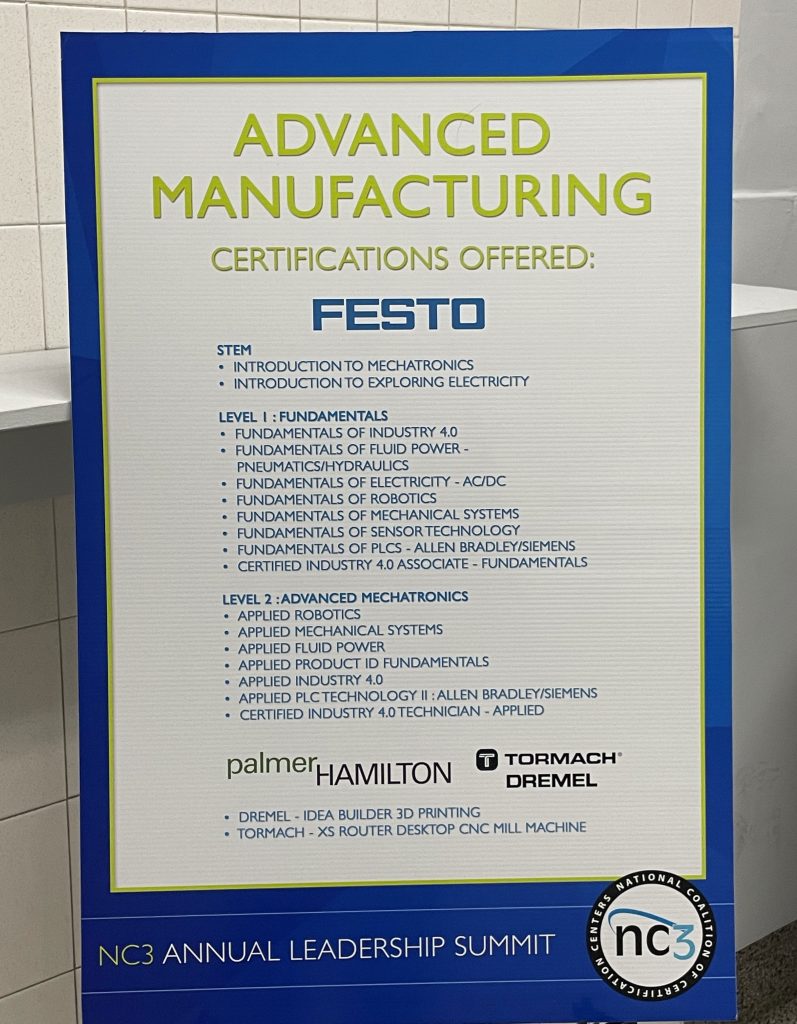 ADVANCED
MANUFACTURING
CERTIFICATIONS OFFERED:
FESTO
STEM
• INTRODUCTION TO MECHATRONICS
• INTRODUCTION TO EXPLORING ELECTRICITY
LEVEL 1 : FUNDAMENTALS
• FUNDAMENTALS OF INDUSTRY 4.0
• FUNDAMENTALS OF FLUID POWER -
PNEUMATICS/HYDRAULICS
• FUNDAMENTALS OF ELECTRICITY - AC/DC
• FUNDAMENTALS OF ROBOTICS
• FUNDAMENTALS OF MECHANICAL SYSTEMS
• FUNDAMENTALS OF SENSOR TECHNOLOGY
• FUNDAMENTALS OF PLCS - ALLEN BRADLEY/SIEMENS
• CERTIFIED INDUSTRY 4.0 ASSOCIATE - FUNDAMENTALS
LEVEL 2 : ADVANCED MECHATRONICS
• APPLIED ROBOTICS
• APPLIED MECHANICAL SYSTEMS
• APPLIED FLUID POWER
• APPLIED PRODUCT ID FUNDAMENTALS
• APPLIED INDUSTRY 4.0
• APPLIED PLC TECHNOLOGY II : ALLEN BRADLEY/SIEMENS
• CERTIFIED INDUSTRY 4.0 TECHNICIAN - APPLIED
palmer HAMILTON
T TORMACH®
DREMEL
• DREMEL - IDEA BUILDER 3D PRINTING
• TORMACH - XS ROUTER DESKTOP CNC MILL MACHINE
NC3 ANNUAL LEADERSHIP SUMMIT
NATIONAL COALITION OF CERTIFICATION CENTERS
nc3